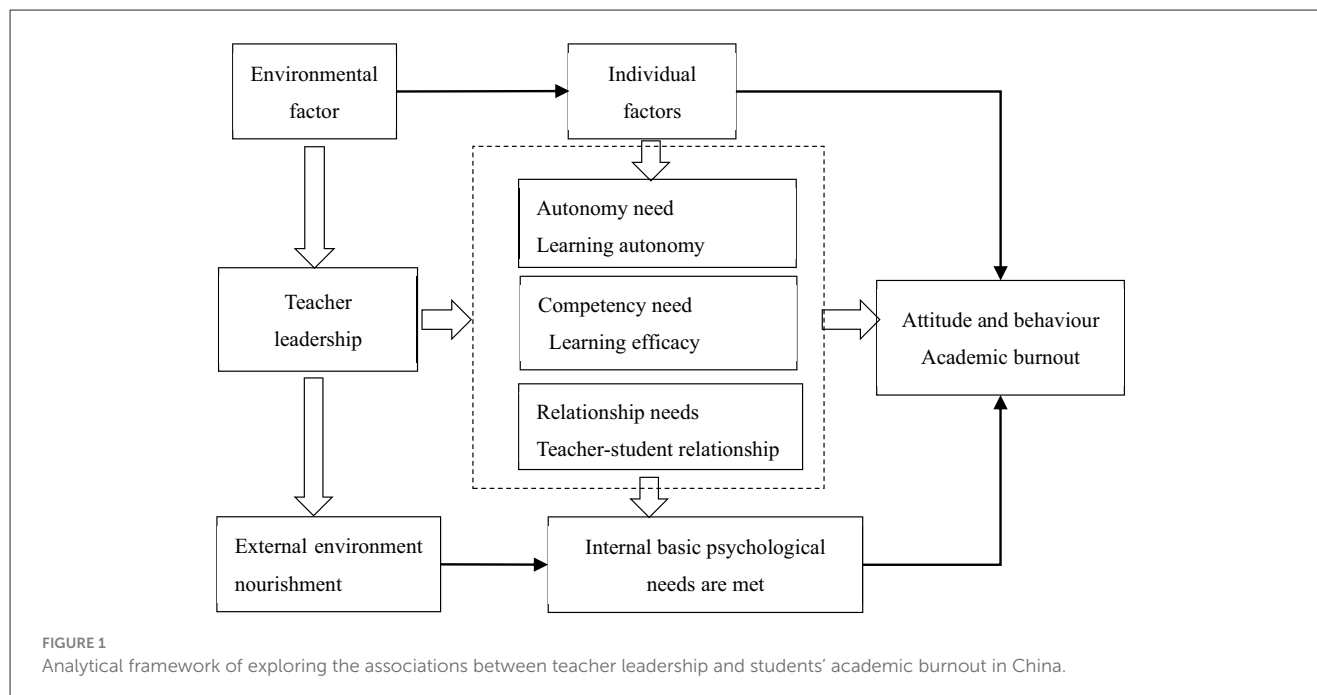 Environmental
factor
Individual
factors
Autonomy need
Learning autonomy
Teacher
leadership
Competency need
Learning efficacy
Attitude and behaviour
Academic burnout
Relationship needs
Teacher-student relationship
External environment
nourishment
Internal basic psychological
needs are met
FIGURE 1
Analytical framework of exploring the associations between teacher leadership and students' academic burnout in China.